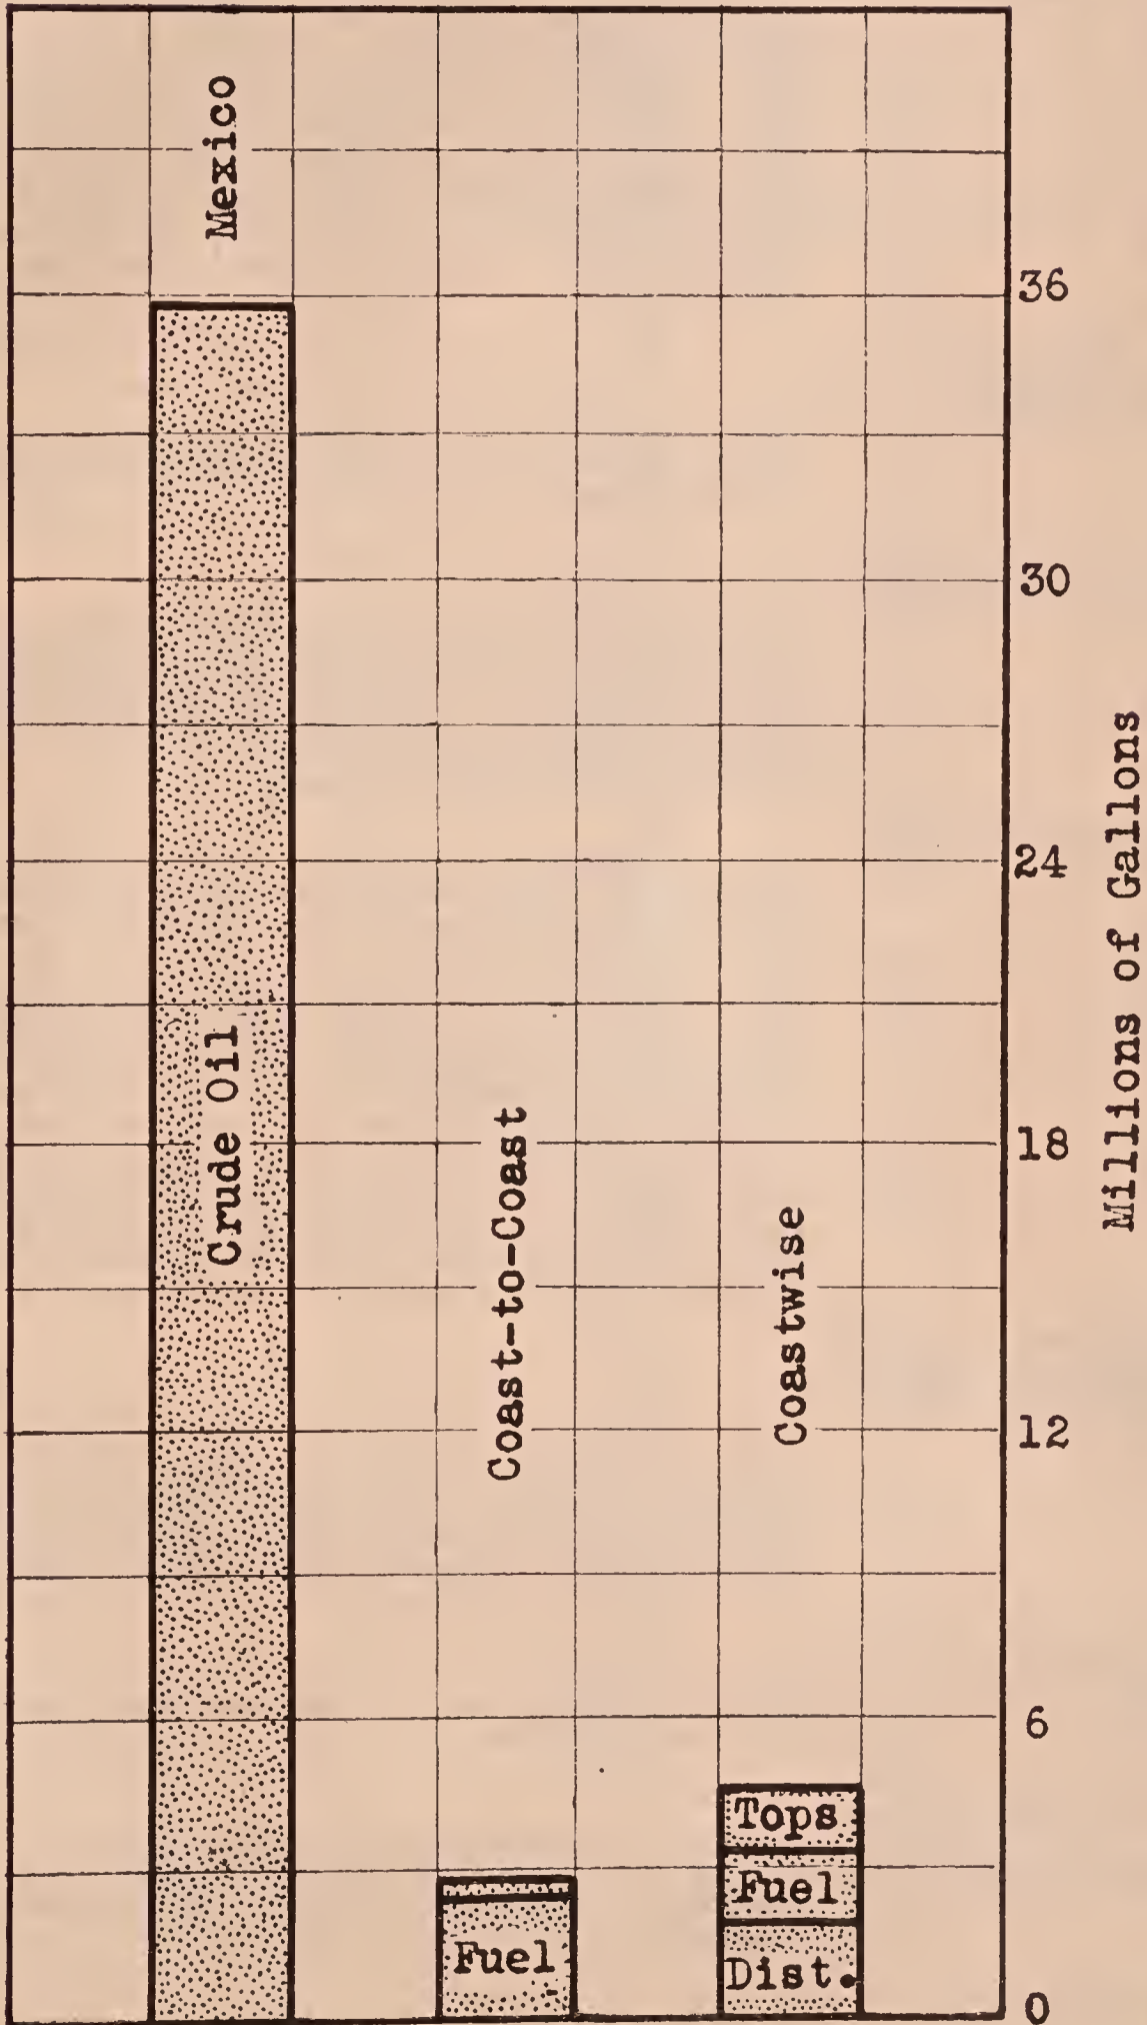 Mexico
Crude Oil
Coast-to-Coast
Fuel
Coastwise
Tops
Fuel
Dist.
36
30
24
18
12
6
0
Millions of Gallons